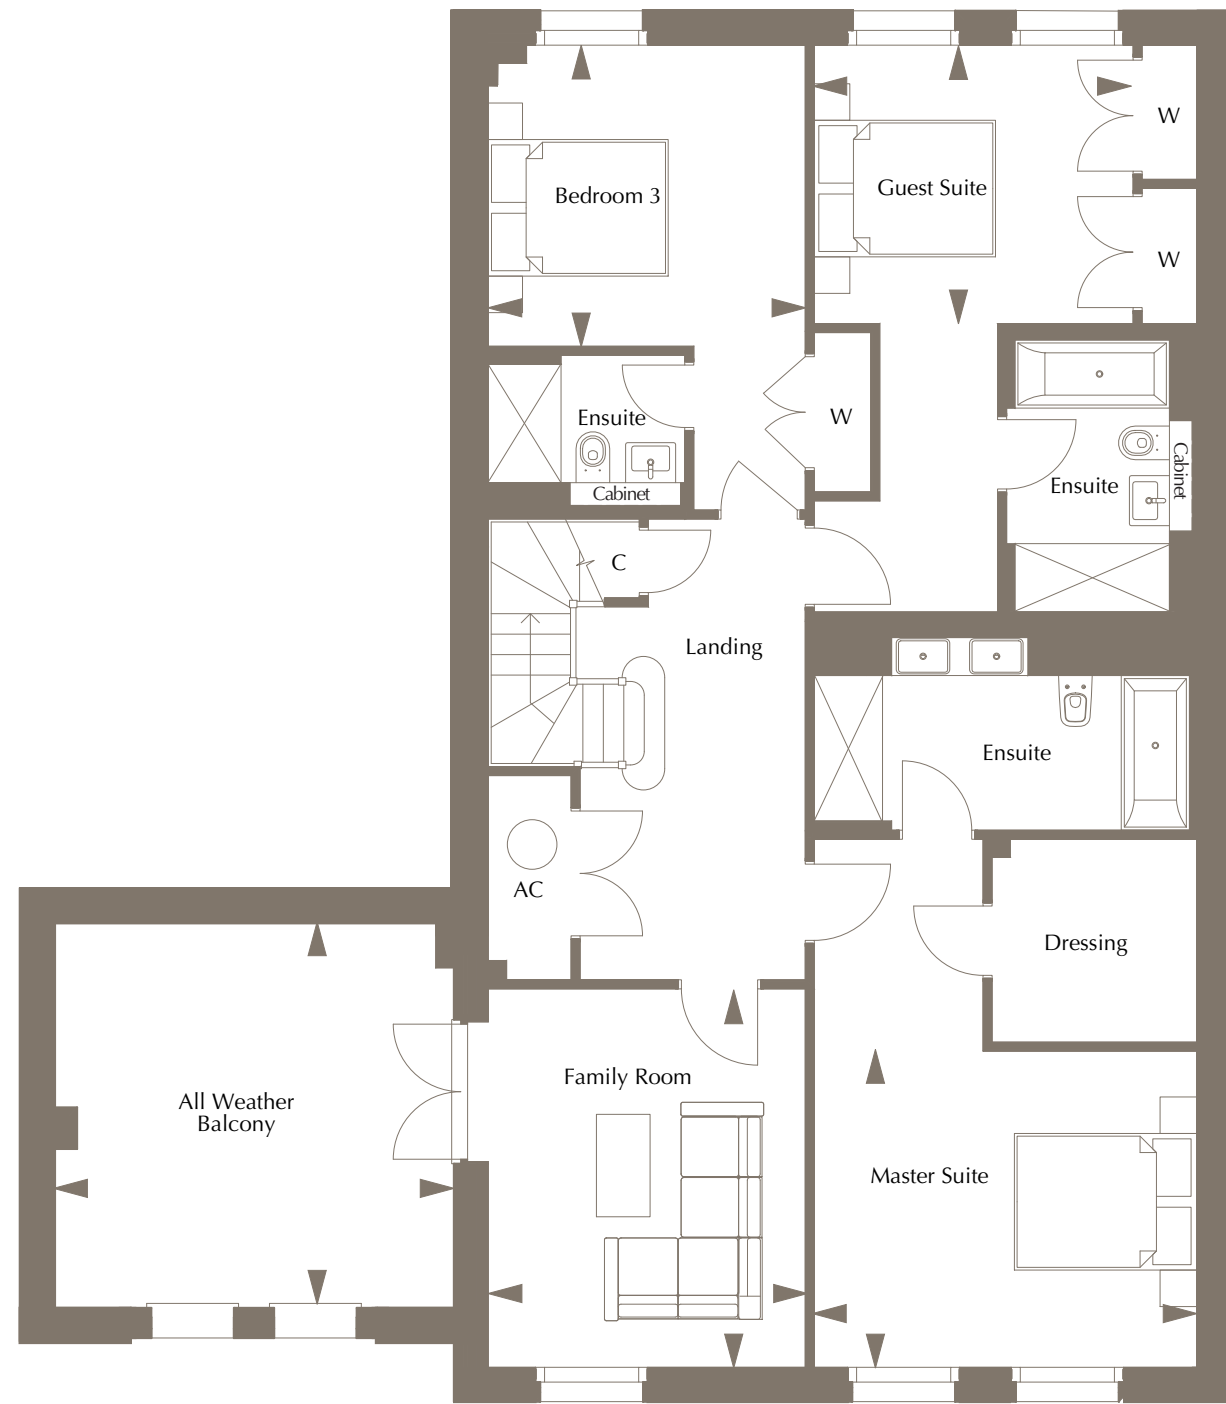 W
Bedroom 3
Guest Suite
W
W
Ensuite
Cabinet
Ensuite
Cabinet
C
Landing
Ensuite
AC
Dressing
Family Room
All Weather
Balcony
Master Suite